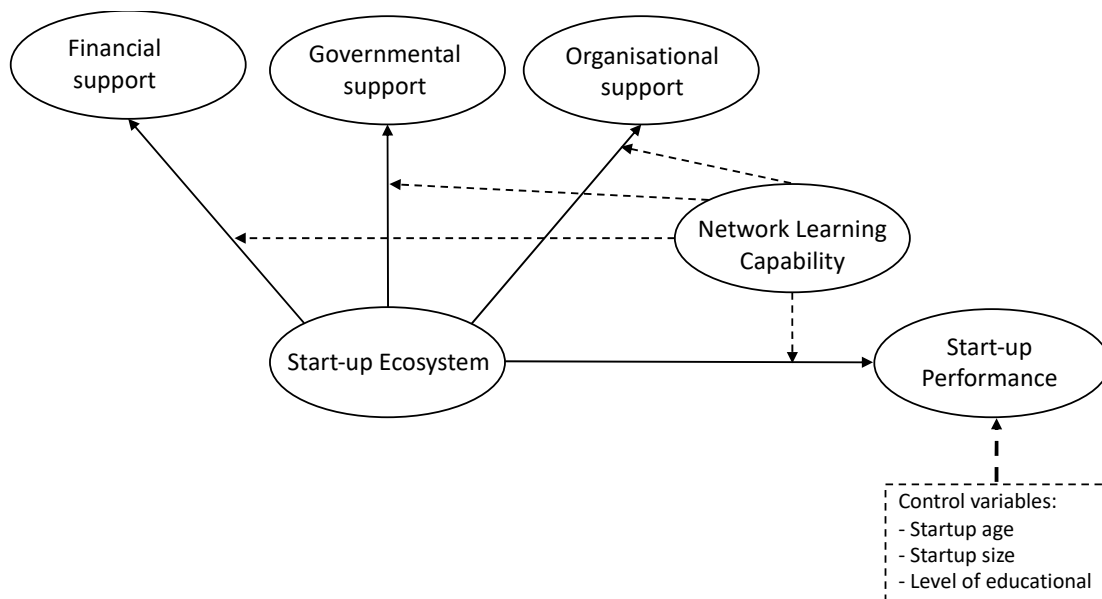 Financial
support
Governmental
support
Organisational
support
Network Learning
Capability
Start-up Ecosystem
Start-up
Performance
Control variables:
- Startup age
- Startup size
- Level of educational